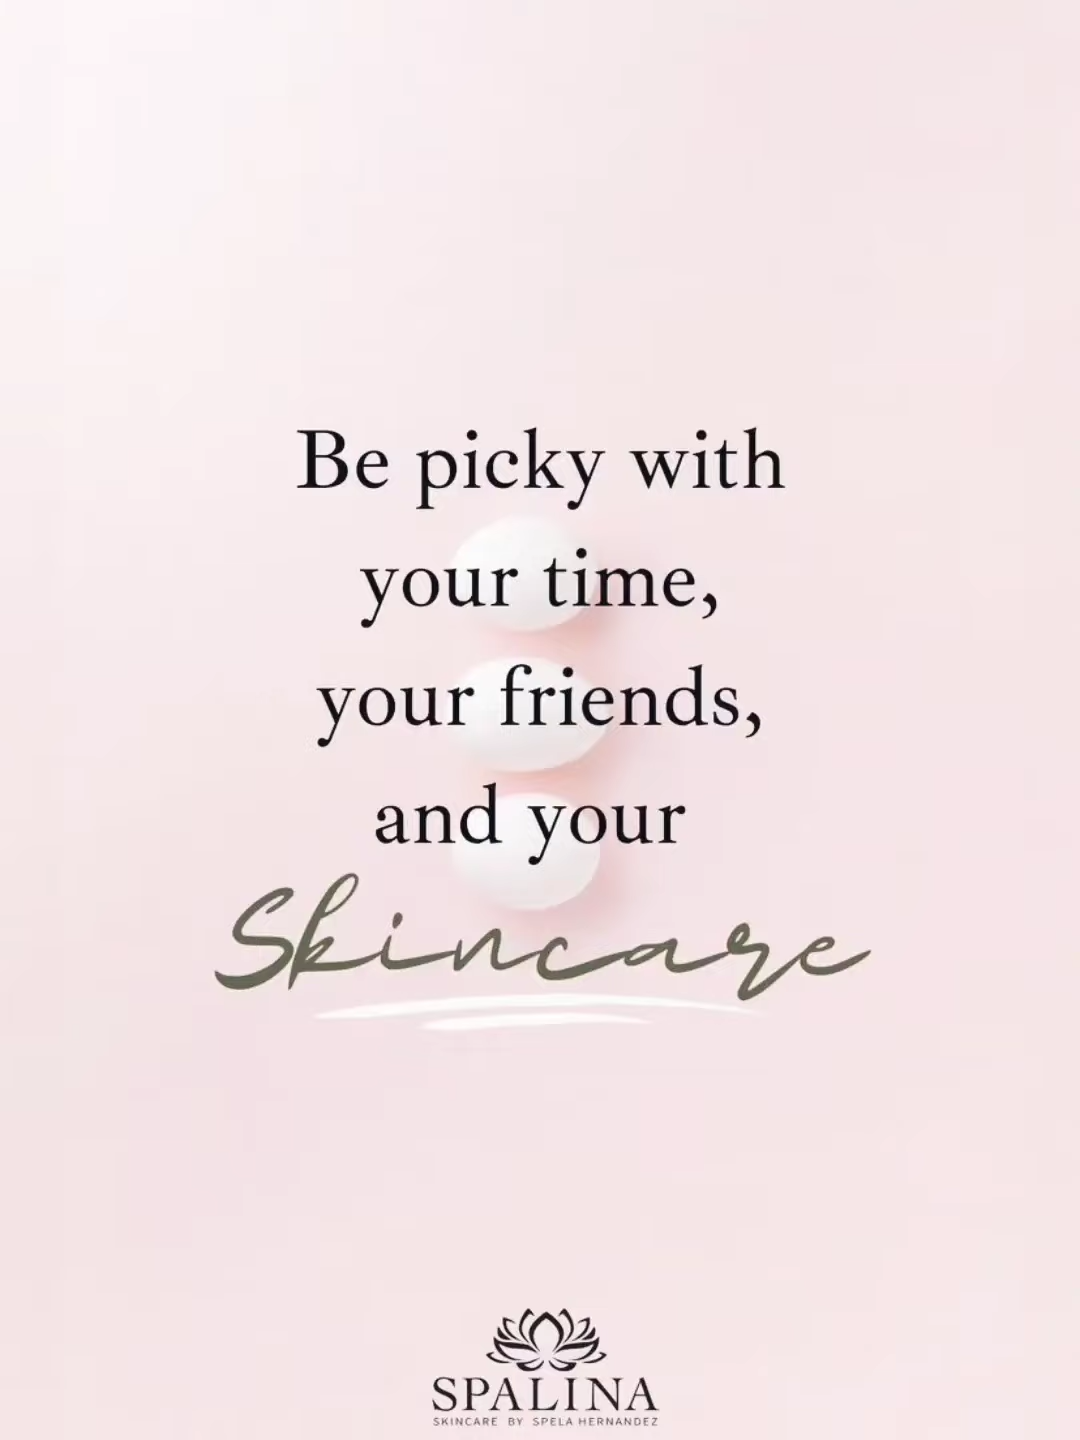 Be picky with
your time,
your friends,
and your
Skincare
SPALINA
SKINCARE BY SPELA HERNANDEZ